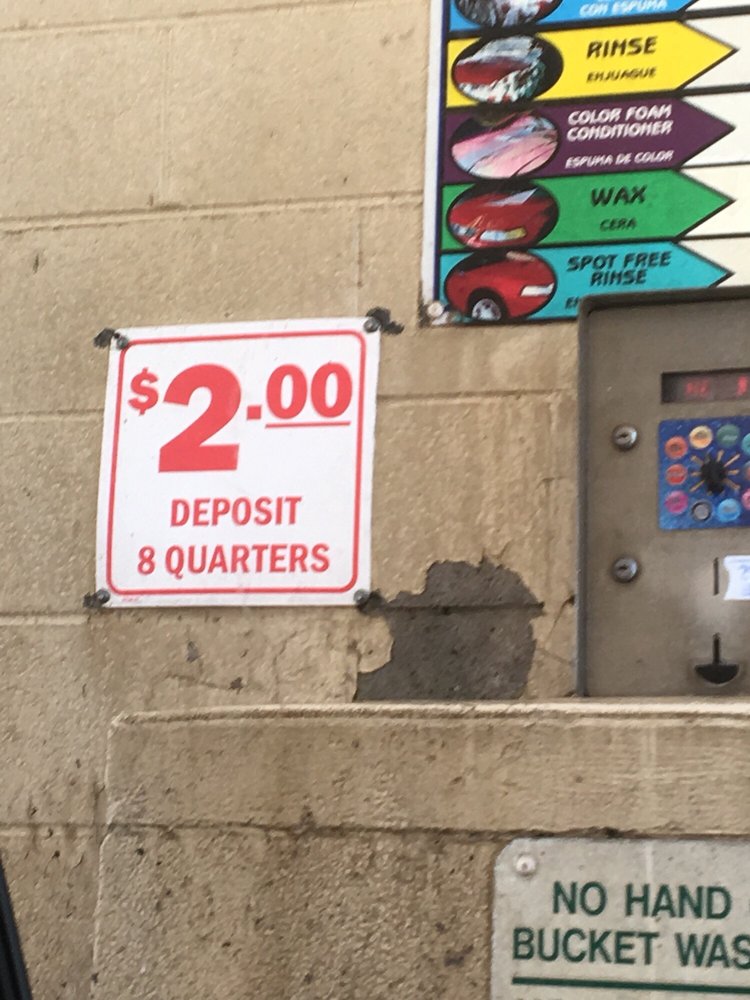 CON ESPUMA
RINSE
ENJUAGUE
COLOR FOAM
CONDITIONER
ESPUMA DE COLOR
WAX
CERA
SPOT FREE
RINSE
$2.00
DEPOSIT
8 QUARTERS
NO HAND
BUCKET WAS